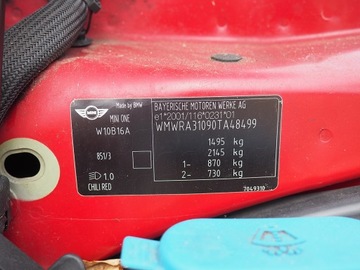 Made by BMW
MINI
MINI ONE
W10B16A
851/3
1.0
CHILI RED
BAYERISCHE MOTOREN WERKE AG
e1*2001/116*0231*01
WMWRA31090TA48499
1495 kg
2145 kg
1- 870 kg
2- 730 kg
7049310